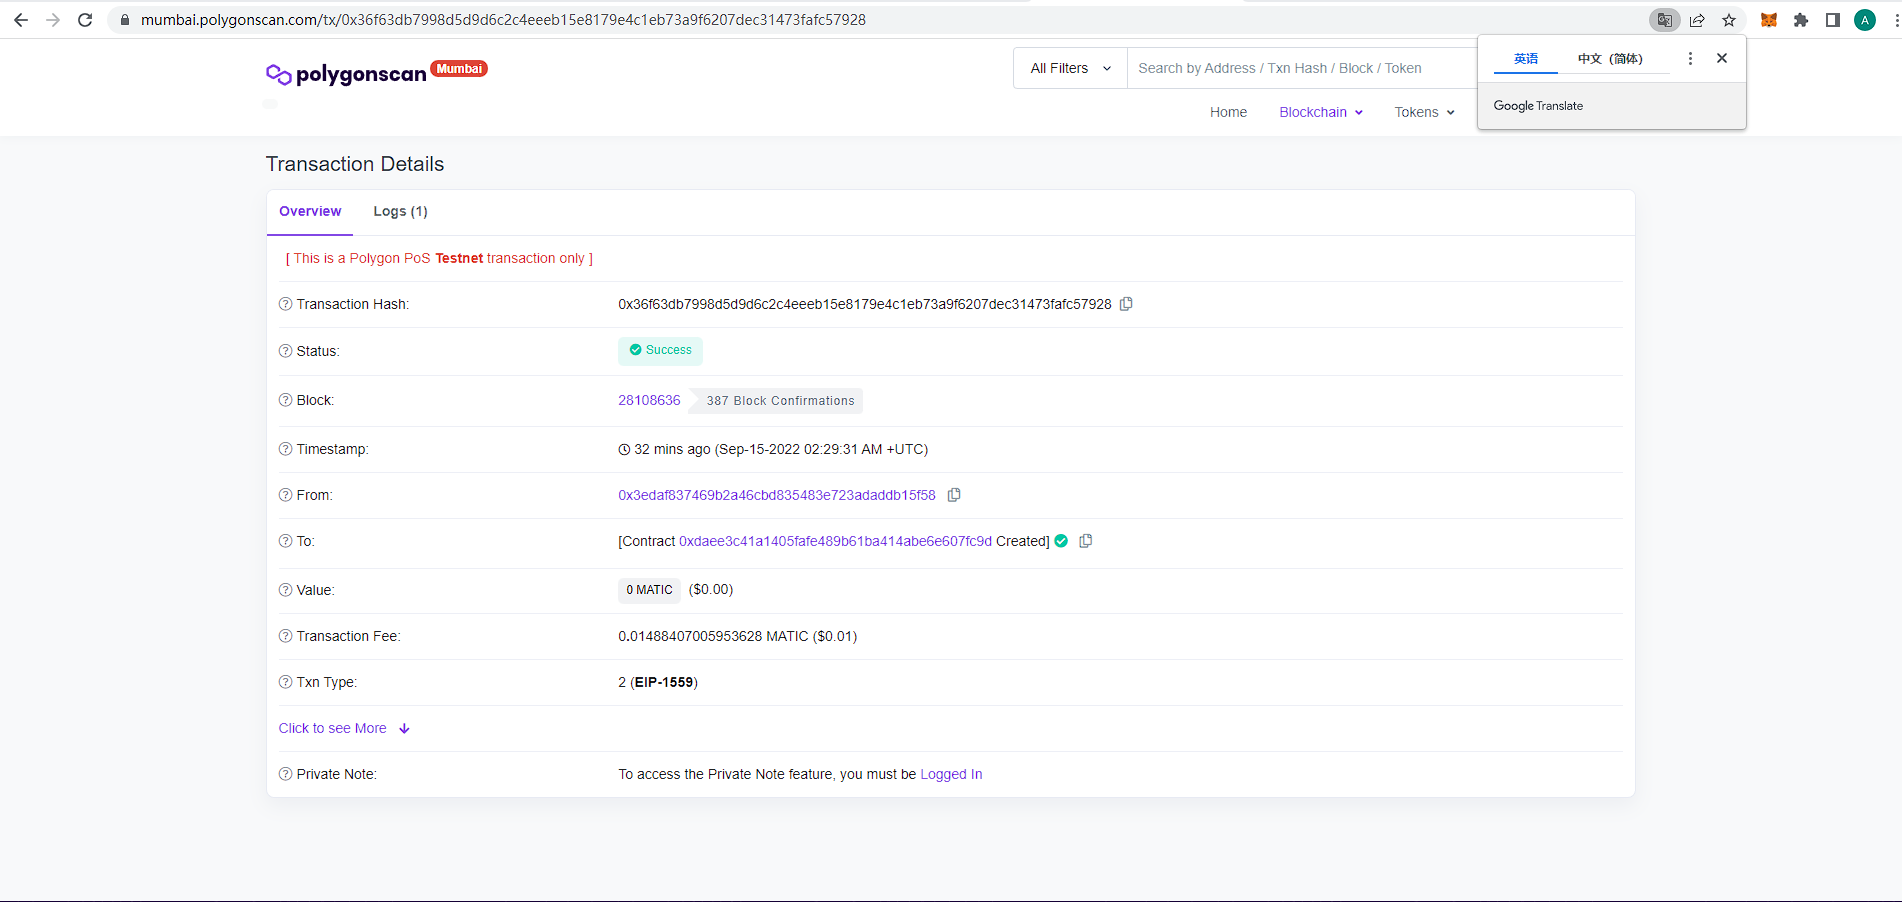 mumbai.polygonscan.com/tx/0x36f63db7998d5d9d6c2c4eeeb15e8179e4c1eb73a9f6207dec31473fafc57928
A
英语 中文 (简体)
Google Translate
polygonscan Mumbai
All Filters Search by Address / Txn Hash / Block / Token
Home Blockchain Tokens
Transaction Details
Overview Logs (1)
[ This is a Polygon PoS Testnet transaction only ]
Transaction Hash: 0x36f63db7998d5d9d6c2c4eeeb15e8179e4c1eb73a9f6207dec31473fafc57928
Status: Success
Block: 28108636 387 Block Confirmations
Timestamp: 32 mins ago (Sep-15-2022 02:29:31 AM +UTC)
From: 0x3edaf837469b2a46cbd835483e723adaddb15f58
To: [Contract 0xdaee3c41a1405fafe489b61ba414abe6e607fc9d Created]
Value: 0 MATIC ($0.00)
Transaction Fee: 0.01488407005953628 MATIC ($0.01)
Txn Type: 2 (EIP-1559)
Click to see More
Private Note: To access the Private Note feature, you must be Logged In